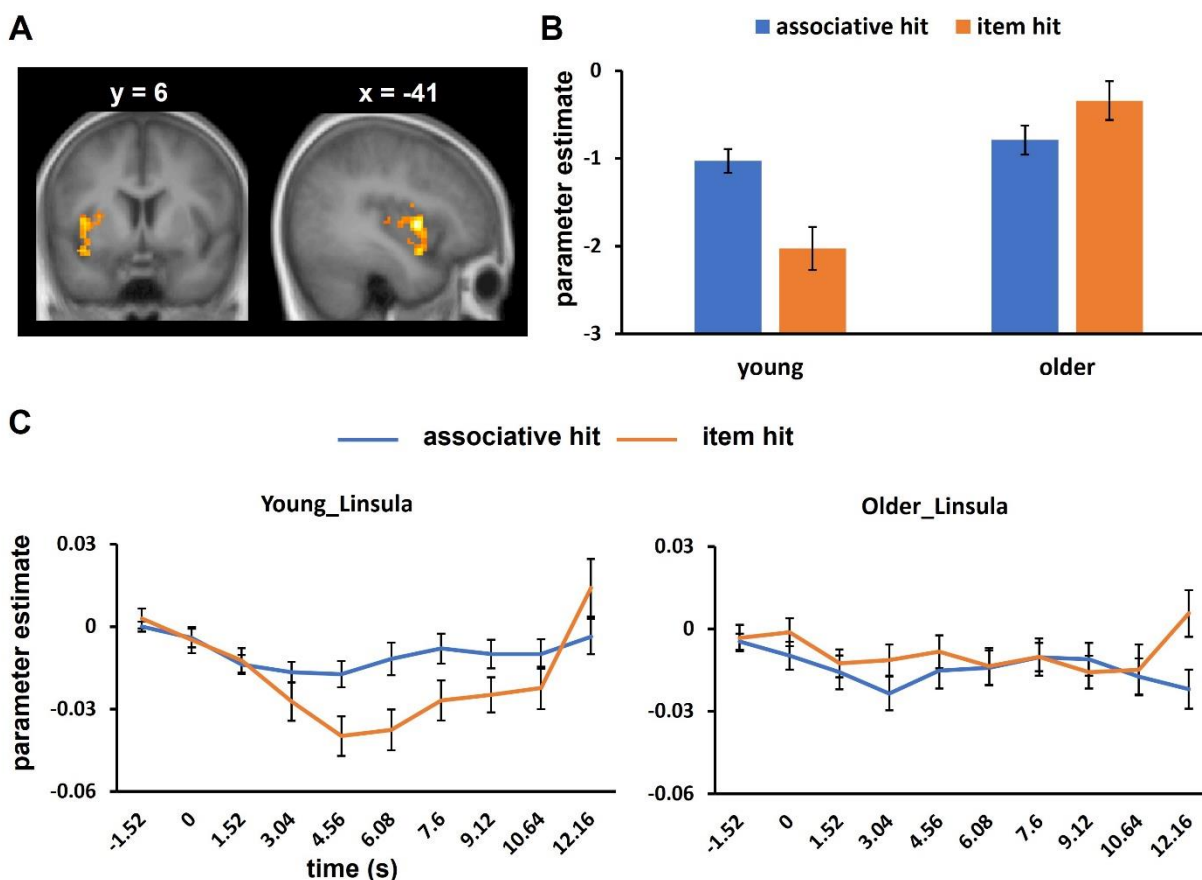 A
y = 6
x = -41
B
associative hit
item hit
parameter estimate
0
-1
-2
-3
young
older
C
associative hit
item hit
Young_Linsula
parameter estimate
0.03
0
-0.03
-0.06
-1.52
0
1.52
3.04
4.56
6.08
7.6
9.12
10.64
12.16
time (s)
Older_Linsula
0.03
0
-0.03
-0.06
-1.52
0
1.52
3.04
4.56
6.08
7.6
9.12
10.64
12.16